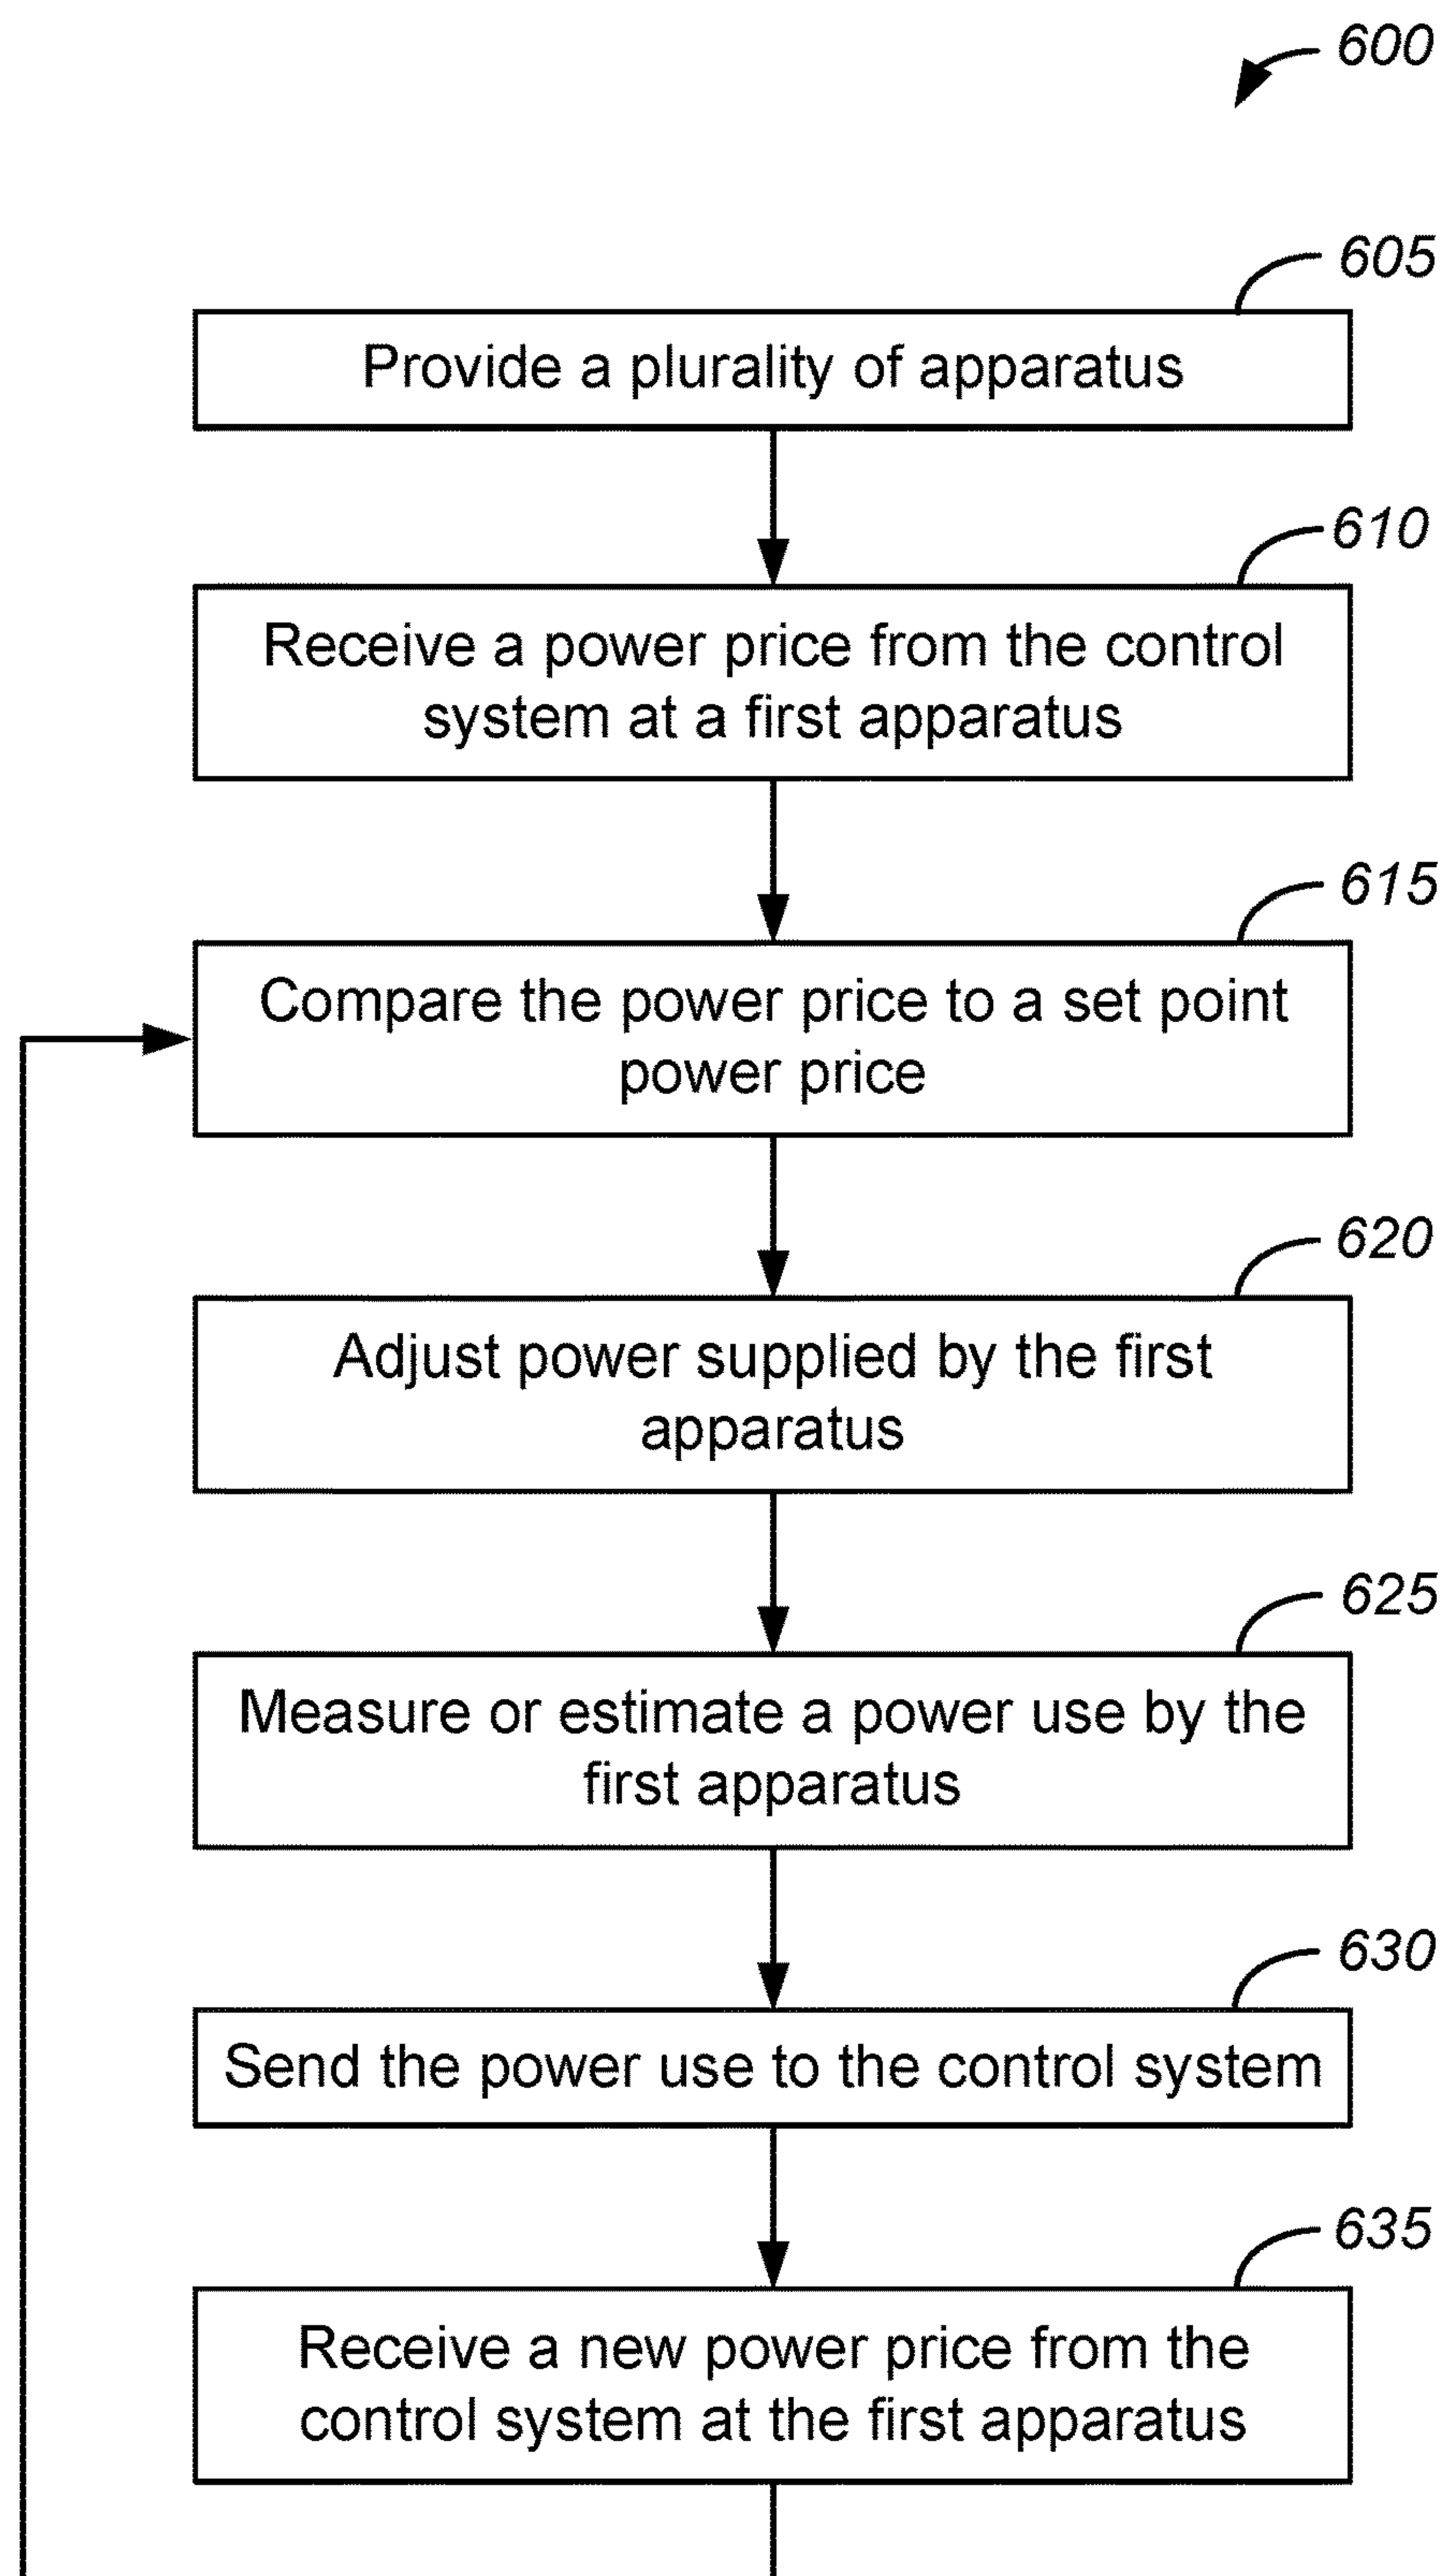 600
605
Provide a plurality of apparatus
610
Receive a power price from the control
system at a first apparatus
615
Compare the power price to a set point
power price
620
Adjust power supplied by the first
apparatus
625
Measure or estimate a power use by the
first apparatus
630
Send the power use to the control system
635
Receive a new power price from the
control system at the first apparatus